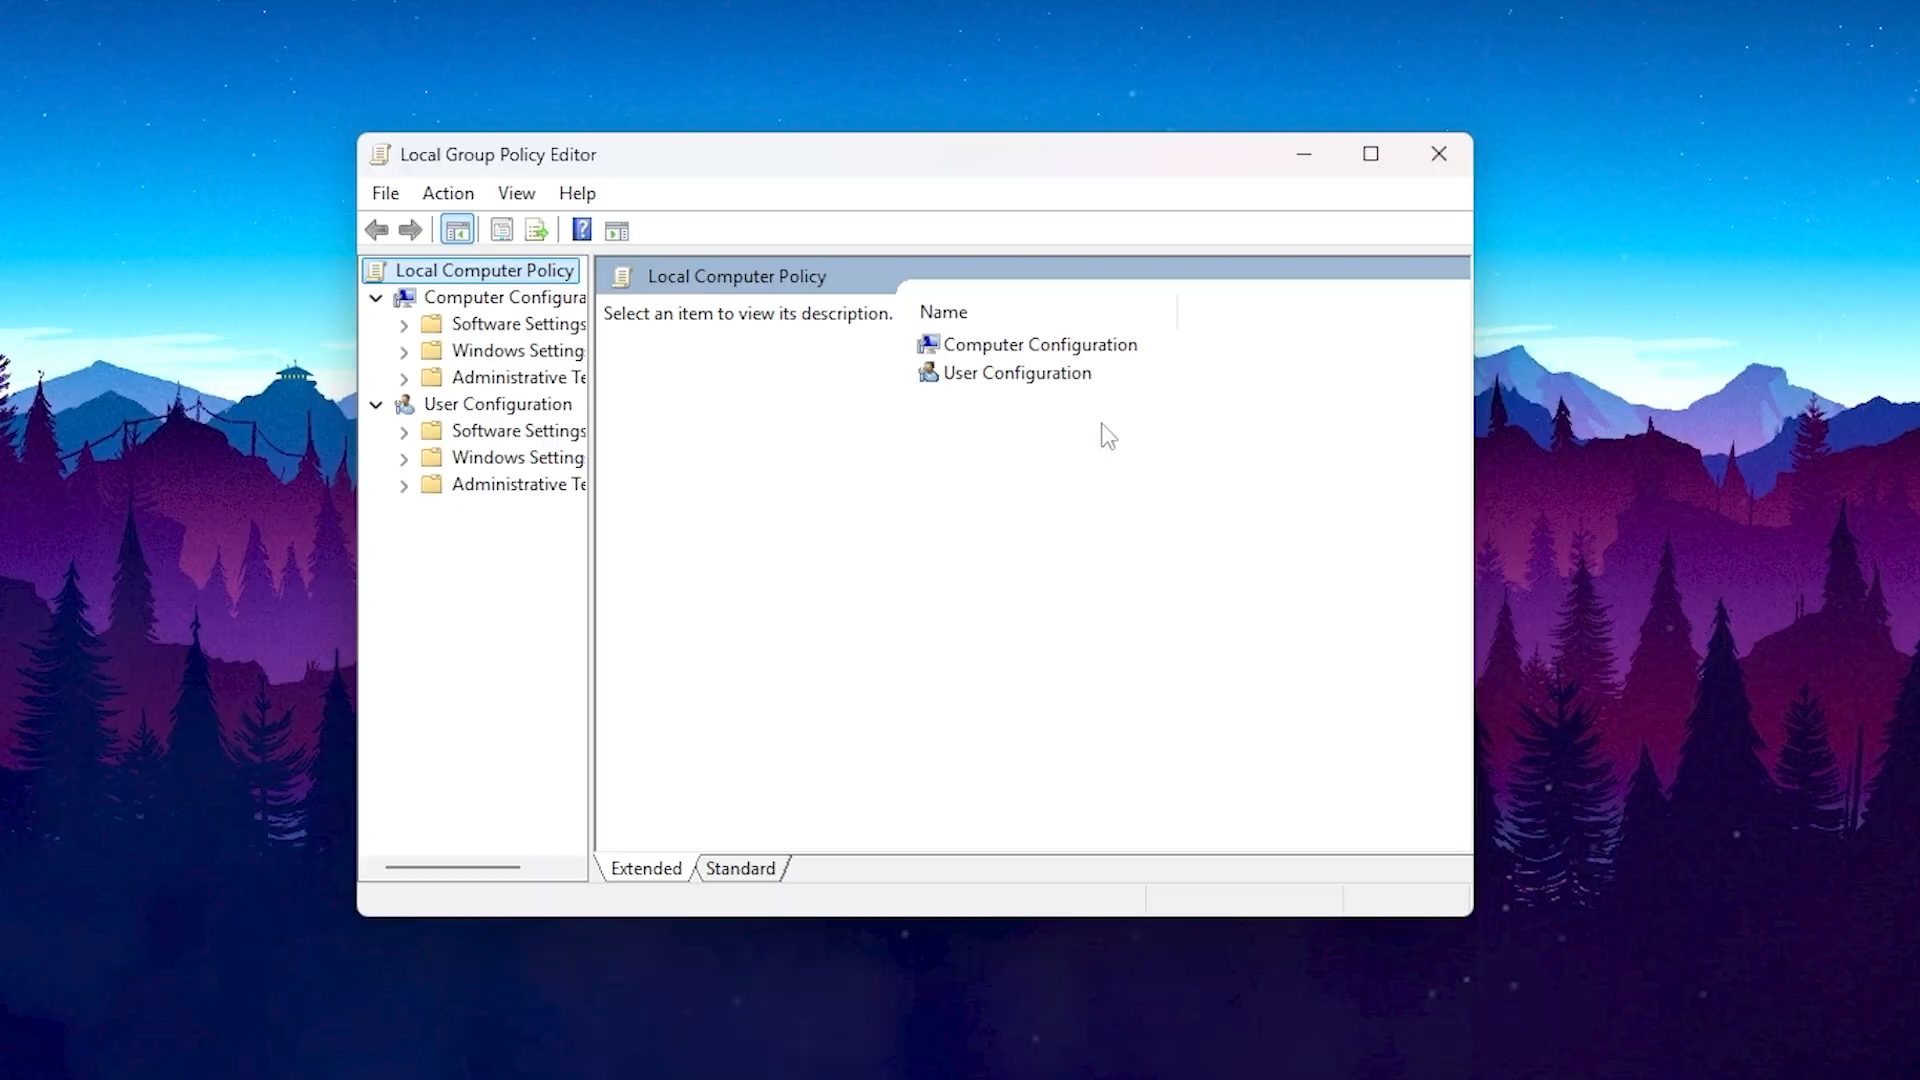 Local Group Policy Editor
File Action View Help
Local Computer Policy
Computer Configura
Software Settings
Windows Setting
Administrative Te
User Configuration
Software Settings
Windows Setting
Administrative Te
Local Computer Policy
Select an item to view its description.
Name
Computer Configuration
User Configuration
Extended Standard